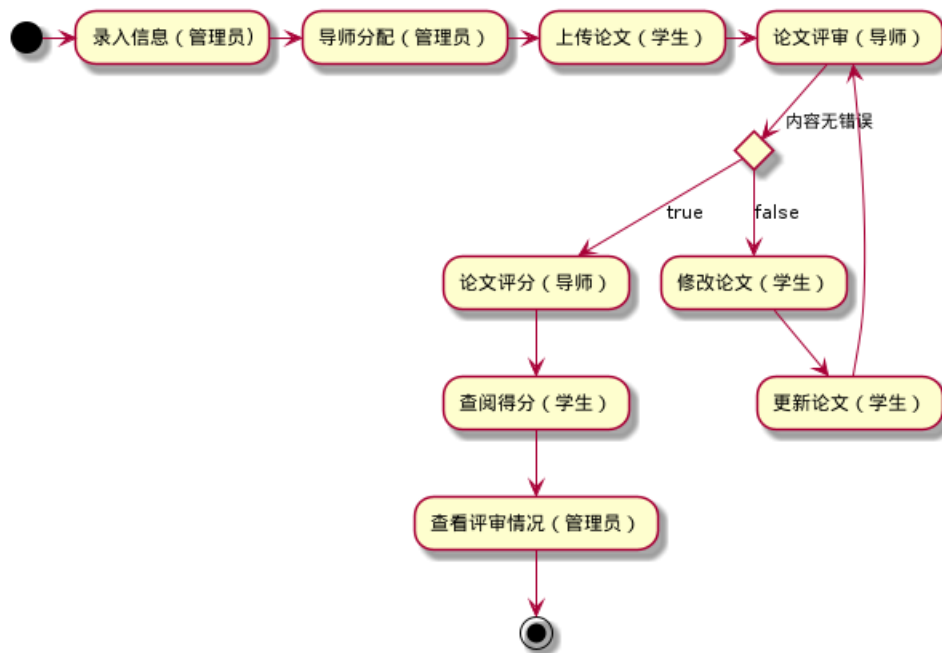 录入信息（管理员）
导师分配（管理员）
上传论文（学生）
论文评审（导师）
内容无错误
true
false
论文评分（导师）
修改论文（学生）
查阅得分（学生）
更新论文（学生）
查看评审情况（管理员）